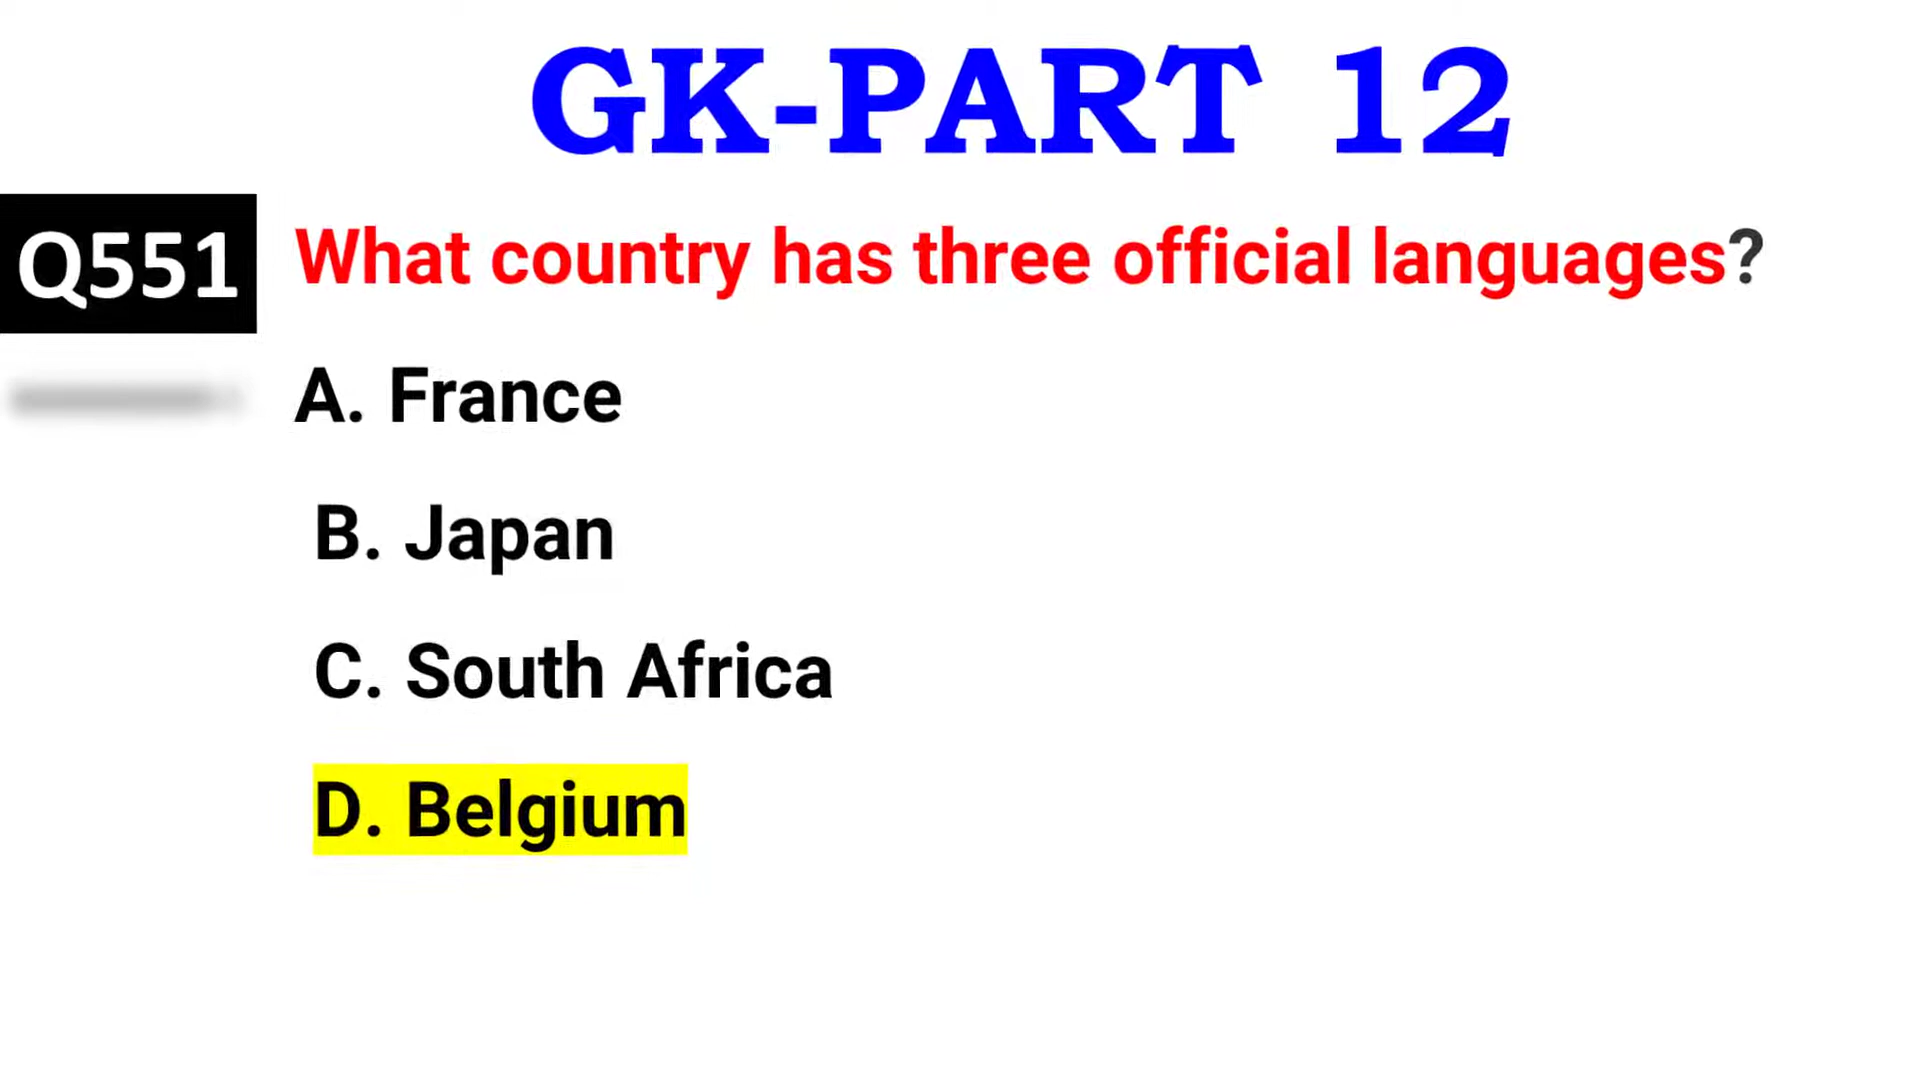 GK-PART 12
Q551 What country has three official languages?
A. France
B. Japan
C. South Africa
D. Belgium